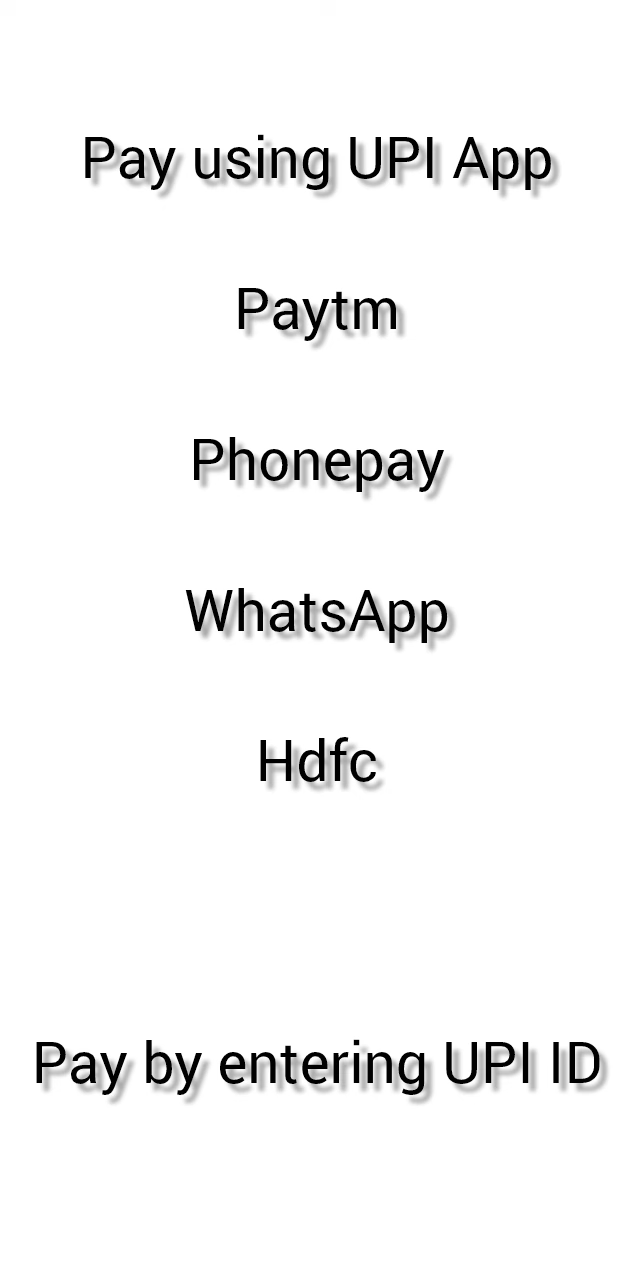 Pay using UPI App
Paytm
Phonepay
WhatsApp
Hdfc
Pay by entering UPI ID